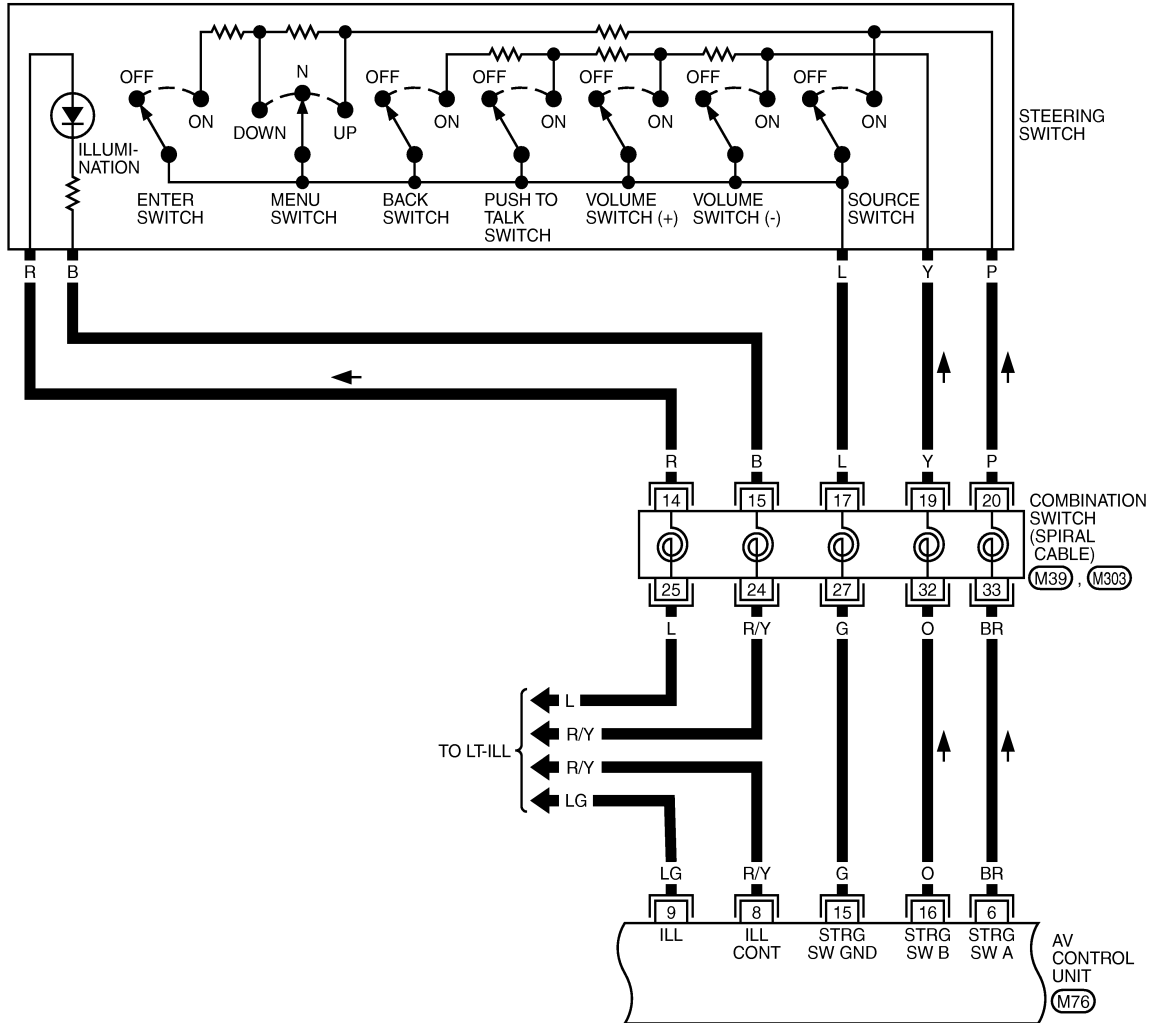 OFF
N
OFF
OFF
OFF
OFF
OFF
ON
DOWN
UP
ON
ON
ON
ON
ON
STEERING
SWITCH
ILLUMI-
NATION
ENTER
SWITCH
MENU
SWITCH
BACK
SWITCH
PUSH TO
TALK
SWITCH
VOLUME
SWITCH (+)
VOLUME
SWITCH (-)
SOURCE
SWITCH
R
B
L
Y
P
R
B
L
Y
P
14
15
17
19
20
COMBINATION
SWITCH
(SPIRAL
CABLE)
M39 , M303
25
24
27
32
33
L
R/Y
G
O
BR
L
R/Y
TO LT-ILL
R/Y
LG
LG
R/Y
G
O
BR
9
8
15
16
6
ILL
ILL
CONT
STRG
SW GND
STRG
SW B
STRG
SW A
AV
CONTROL
UNIT
M76